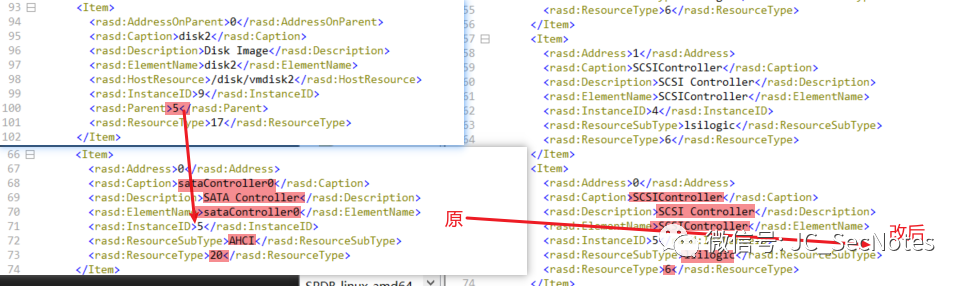 93 <Item>
94 <rasd:AddressOnParent>0</rasd:AddressOnParent>
95 <rasd:Caption>disk2</rasd:Caption>
96 <rasd:Description>Disk Image</rasd:Description>
97 <rasd:ElementName>disk2</rasd:ElementName>
98 <rasd:HostResource>/disk/vmdisk2</rasd:HostResource>
99 <rasd:InstanceID>9</rasd:InstanceID>
100 <rasd:Parent>5</rasd:Parent>
101 <rasd:ResourceType>17</rasd:ResourceType>
102 </Item>
66 <Item>
67 <rasd:Address>0</rasd:Address>
68 <rasd:Caption>sataController0</rasd:Caption>
69 <rasd:Description>SATA Controller</rasd:Description>
70 <rasd:ElementName>sataController0</rasd:ElementName>
71 <rasd:InstanceID>5</rasd:InstanceID>
72 <rasd:ResourceSubType>AHCI</rasd:ResourceSubType>
73 <rasd:ResourceType>20</rasd:ResourceType>
74 </Item>
SPDB linux amd64
55 <rasd:ResourceType>6</rasd:ResourceType>
56 </Item>
57 <Item>
58 <rasd:Address>1</rasd:Address>
59 <rasd:Caption>SCSIController</rasd:Caption>
60 <rasd:Description>SCSI Controller</rasd:Description>
61 <rasd:ElementName>SCSIController</rasd:ElementName>
62 <rasd:InstanceID>4</rasd:InstanceID>
63 <rasd:ResourceSubType>lsilogic</rasd:ResourceSubType>
64 <rasd:ResourceType>6</rasd:ResourceType>
</Item>
<Item>
<rasd:Address>0</rasd:Address>
<rasd:Caption>SCSIController</rasd:Caption>
<rasd:Description>SCSI Controller</rasd:Description>
<rasd:ElementName>SCSIController</rasd:ElementName>
<rasd:InstanceID>5
<rasd:ResourceSubType>lsilogic</rasd:ResourceSubType>
<rasd:ResourceType>6</rasd:ResourceType>
74 </Item>
原
改后
微信号: JC_SecNotes